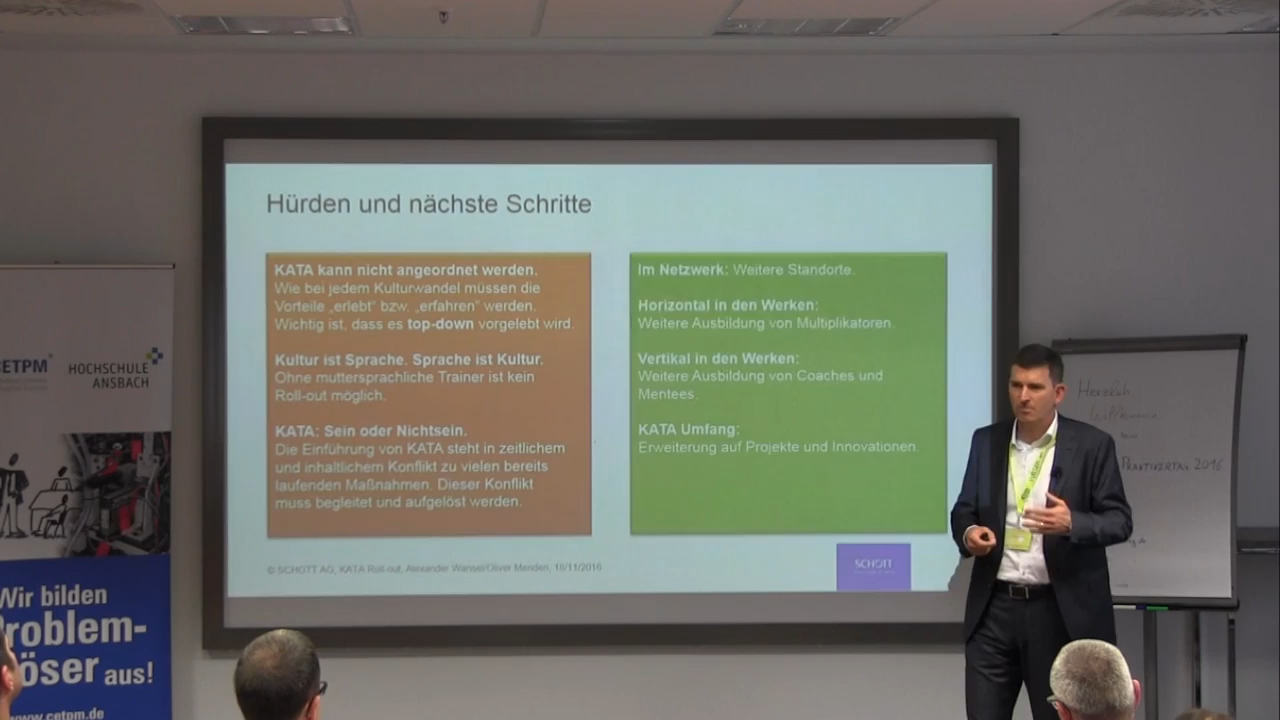 Hürden und nächste Schritte
KATA kann nicht angeordnet werden.
Wie bei jedem Kulturwandel müssen die
Vorteile „erlebt“ bzw. „erfahren“ werden.
Wichtig ist, dass es top-down vorgelebt wird.
Kultur ist Sprache. Sprache ist Kultur.
Ohne muttersprachliche Trainer ist kein
Roll-out möglich.
KATA: Sein oder Nichtsein.
Die Einführung von KATA steht in zeitlichem
und inhaltlichem Konflikt zu vielen bereits
laufenden Maßnahmen. Dieser Konflikt
muss begleitet und aufgelöst werden.
Im Netzwerk: Weitere Standorte.
Horizontal in den Werken:
Weitere Ausbildung von Multiplikatoren.
Vertikal in den Werken:
Weitere Ausbildung von Coaches und
Mentees.
KATA Umfang:
Erweiterung auf Projekte und Innovationen.
© SCHOTT AG, KATA Roll-out, Alexander Wansel/Oliver Menden, 18/11/2016
SCHOTT
CETPM
HOCHSCHULE
ANSBACH
Wir bilden
Problem-
löser aus!
www.cetpm.de
Herzlich
Willkommen
PRAKTIKERTAG 2016